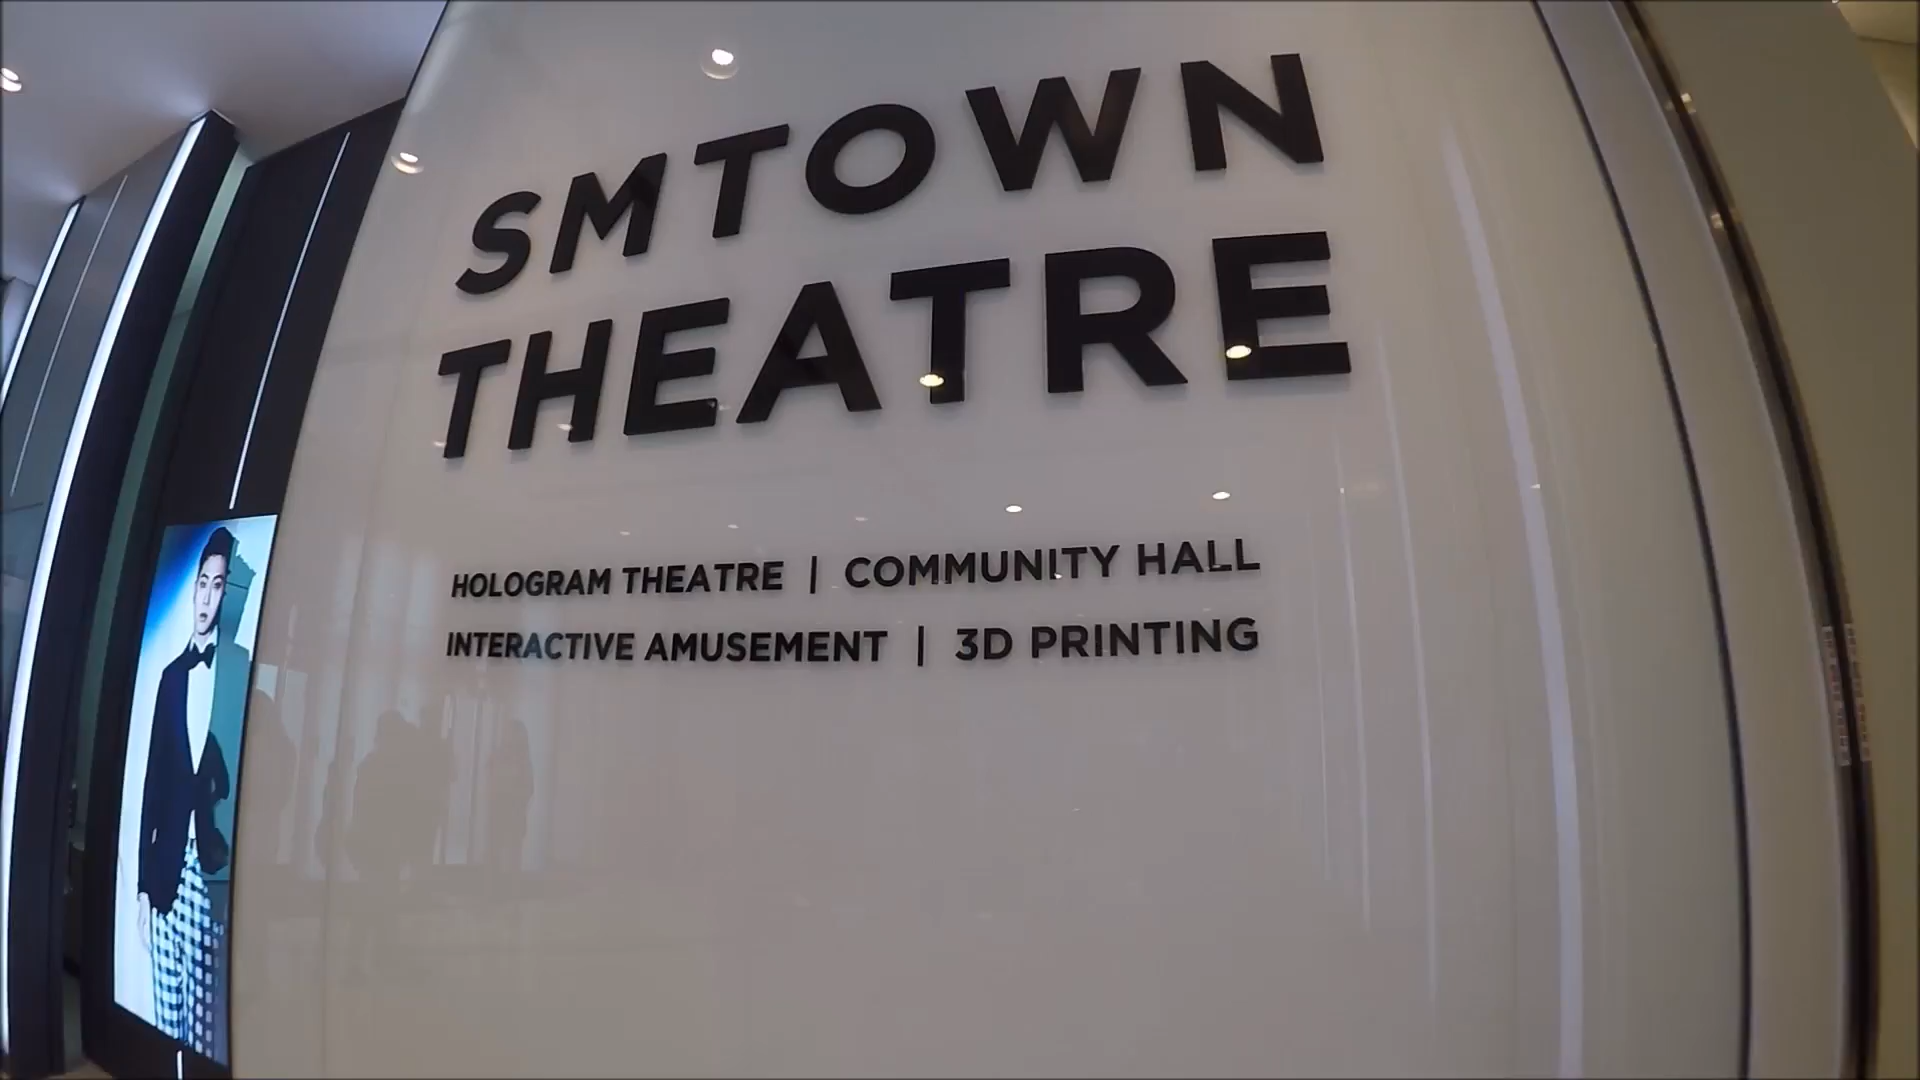 SMTOWN
THEATRE
HOLOGRAM THEATRE | COMMUNITY HALL
INTERACTIVE AMUSEMENT | 3D PRINTING